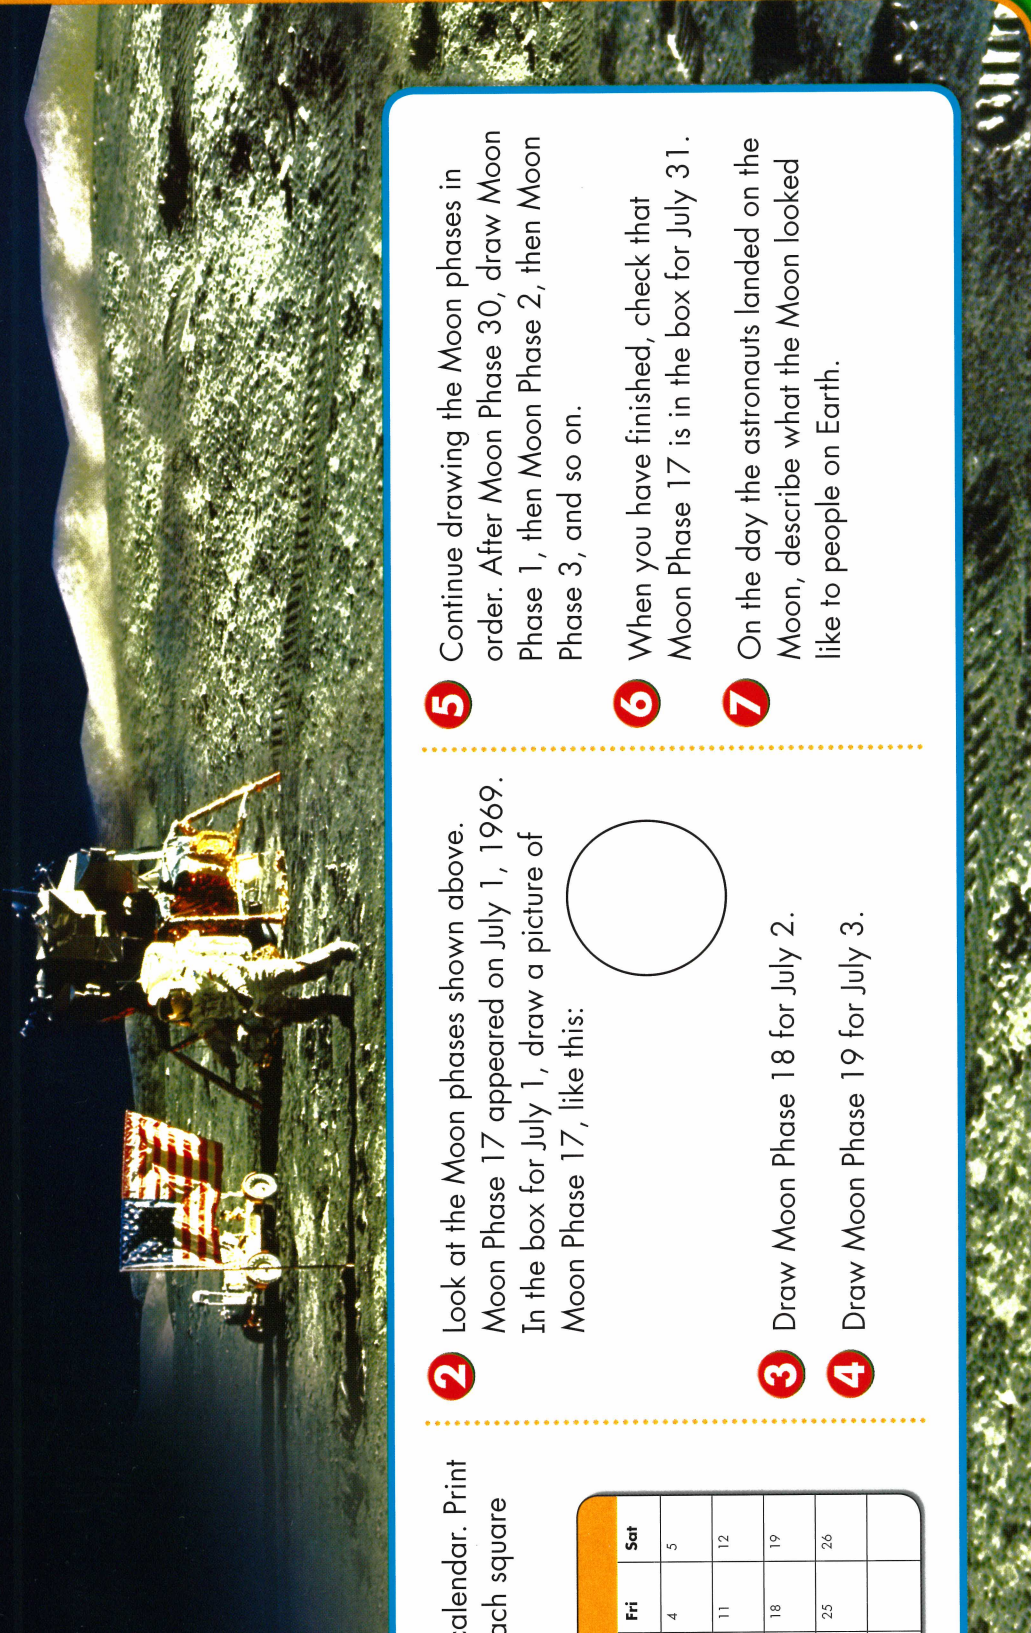 calendar. Print
ach square
Fri Sat
4 5
11 12
18 19
25 26
2 Look at the Moon phases shown above.
Moon Phase 17 appeared on July 1, 1969.
In the box for July 1, draw a picture of
Moon Phase 17, like this:
3 Draw Moon Phase 18 for July 2.
4 Draw Moon Phase 19 for July 3.
5 Continue drawing the Moon phases in
order. After Moon Phase 30, draw Moon
Phase 1, then Moon Phase 2, then Moon
Phase 3, and so on.
6 When you have finished, check that
Moon Phase 17 is in the box for July 31.
7 On the day the astronauts landed on the
Moon, describe what the Moon looked
like to people on Earth.